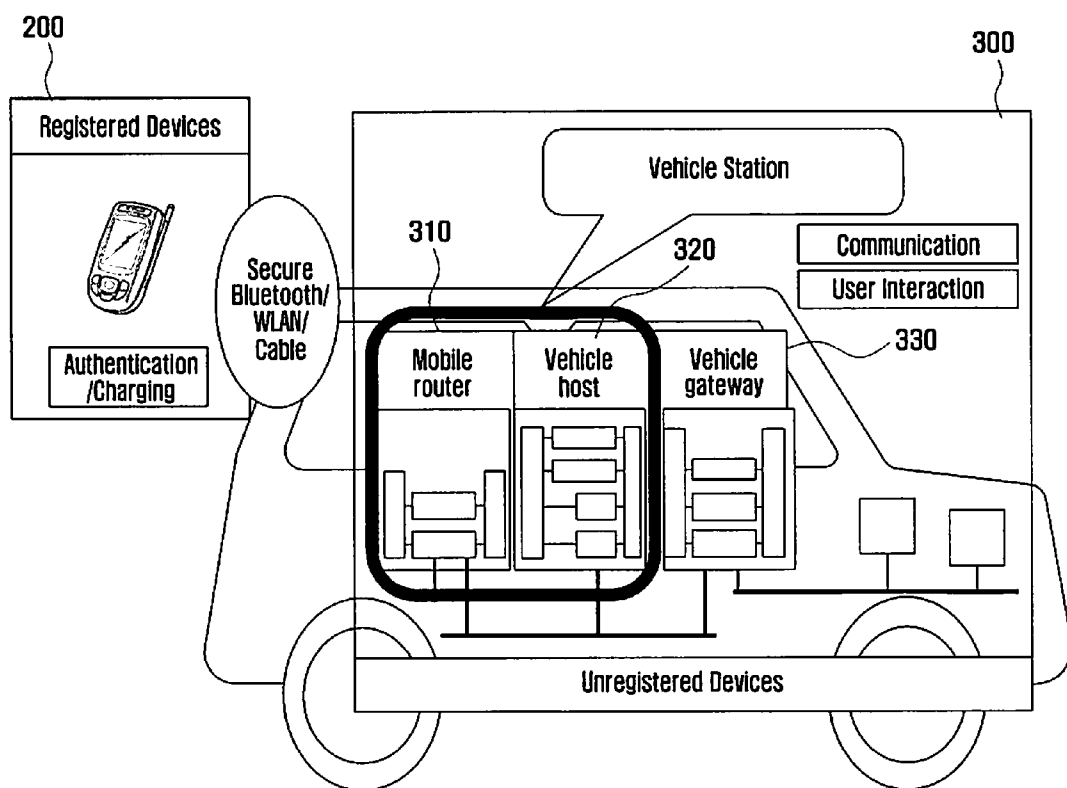 200
300
Registered Devices
Vehicle Station
310
320
Communication
User Interaction
Secure
Bluetooth/
WLAN/
Cable
330
Mobile
router
Vehicle
host
Vehicle
gateway
Authentication
/Charging
Unregistered Devices